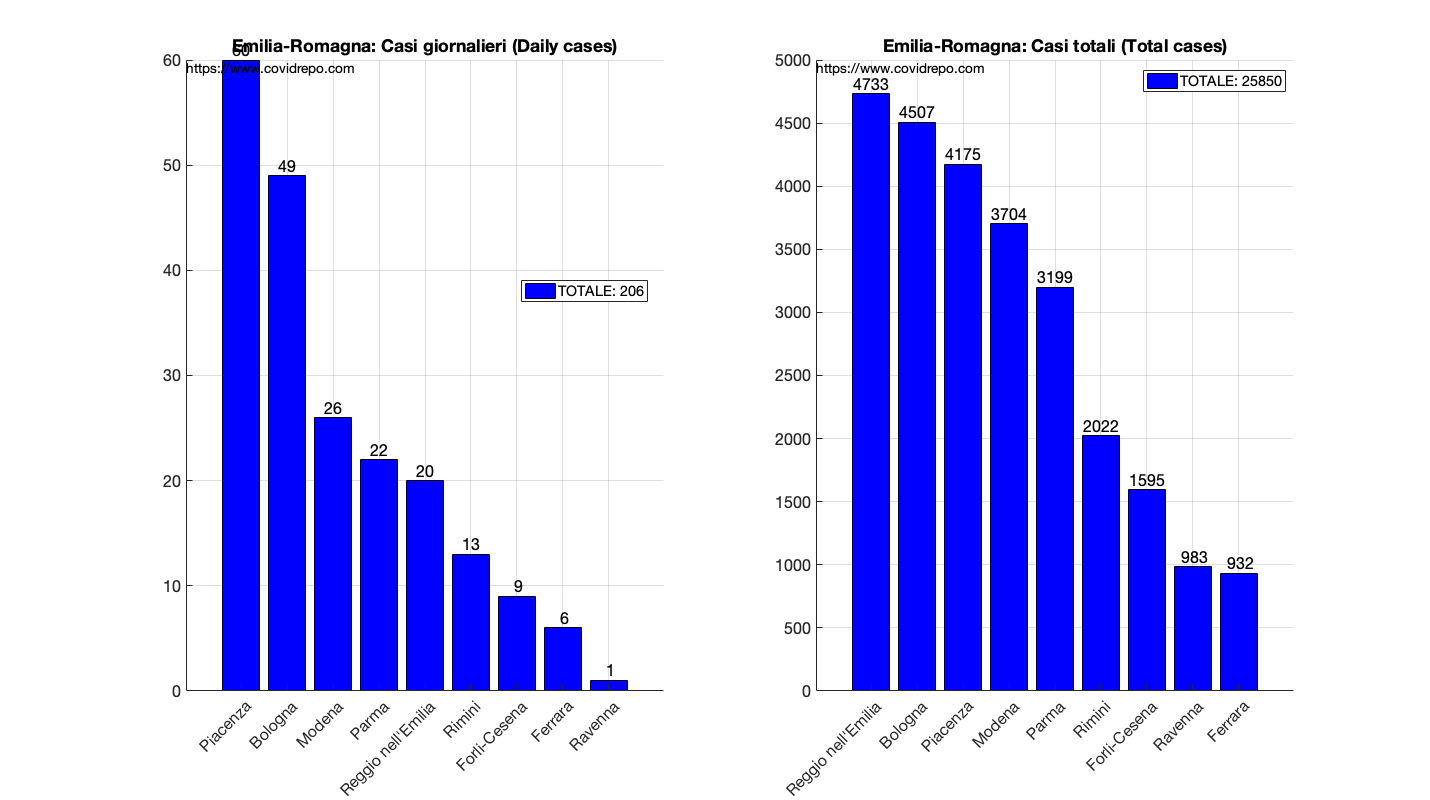 Emilia-Romagna: Casi giornalieri (Daily cases)
https://www.covidrepo.com
60
50
40
30
20
10
0
60
49
26
22
20
13
9
6
1
TOTALE: 206
Piacenza
Bologna
Modena
Parma
Reggio nell'Emilia
Rimini
Forlì-Cesena
Ferrara
Ravenna
Emilia-Romagna: Casi totali (Total cases)
https://www.covidrepo.com
TOTALE: 25850
5000
4500
4000
3500
3000
2500
2000
1500
1000
500
0
4733
4507
4175
3704
3199
2022
1595
983
932
Reggio nell'Emilia
Bologna
Piacenza
Modena
Parma
Rimini
Forlì-Cesena
Ravenna
Ferrara